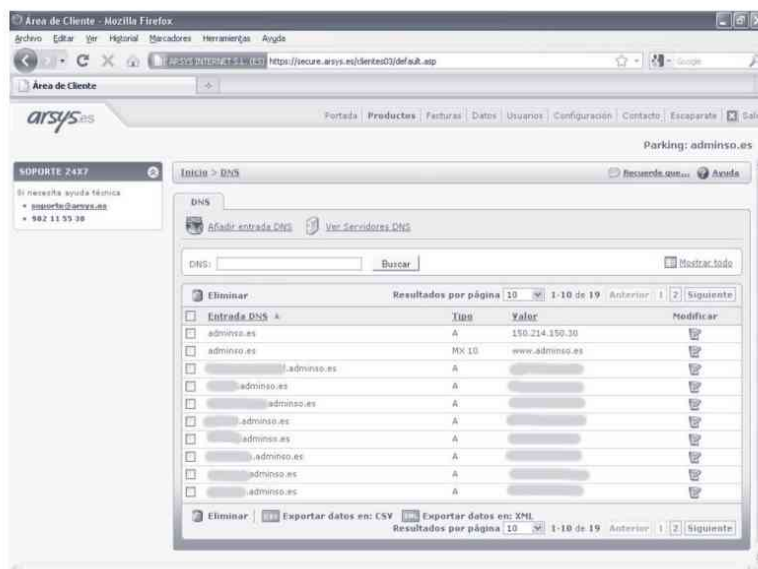 Área de Cliente - Mozilla Firefox
Archivo Editar Ver Historial Marcadores Herramientas Ayuda
ARSYS INTERNET S.L. (ES) https://secure.arsys.es/clientes03/default.asp Google
Área de Cliente
arsys.es
Portada Productos Facturas Datos Usuarios Configuración Contacto Escaparate Sali
Parking: adminso.es
SOPORTE 24X7
Si necesita ayuda técnica
soporte@arsys.es
902 11 55 30
Inicio > DNS Recuerde que... Ayuda
DNS
Añadir entrada DNS Ver Servidores DNS
DNS: Buscar Mostrar todo
Eliminar Resultados por página 10 1-10 de 19 Anterior 1 2 Siguiente
Entrada DNS Tipo Valor Modificar
adminso.es A 150.214.150.30
adminso.es MX 10 www.adminso.es
.adminso.es A
.adminso.es A
adminso.es A
.adminso.es A
adminso.es A
.adminso.es A
adminso.es A
.adminso.es A
Eliminar CSV Exportar datos en: CSV XML Exportar datos en: XML
Resultados por página 10 1-10 de 19 Anterior 1 2 Siguiente